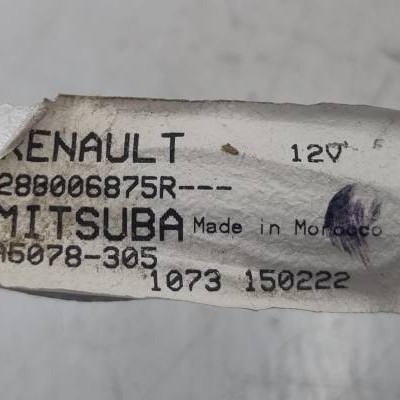 RENAULT 12V
288006875R---
MITSUBA Made in Morocco
A5078-305
1073 150222